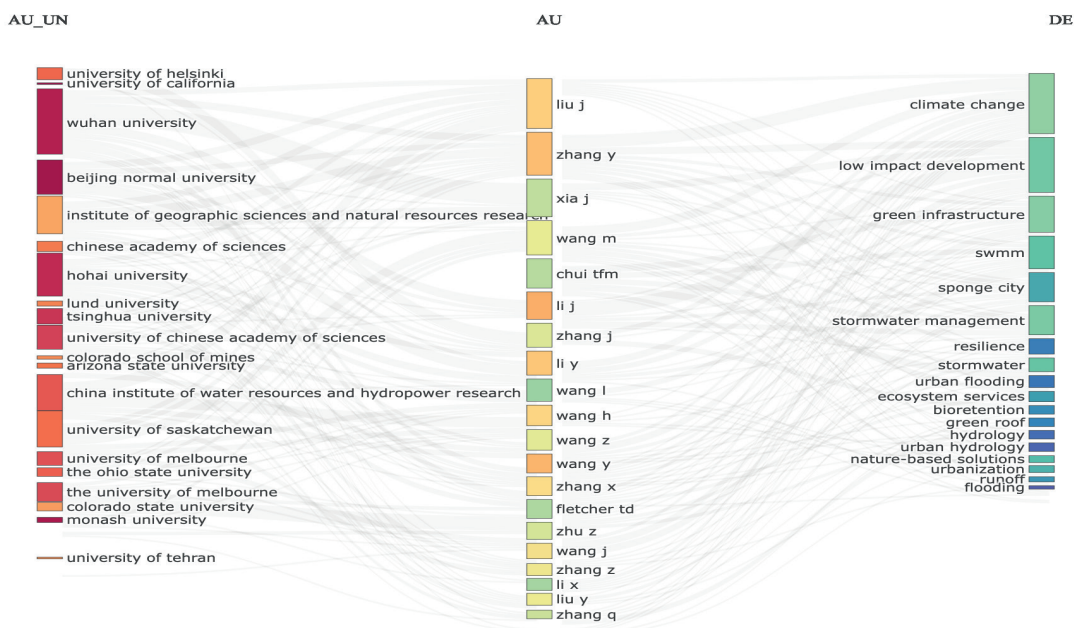 AU_UN
AU
DE
university of helsinki
university of california
wuhan university
beijing normal university
institute of geographic sciences and natural resources research
chinese academy of sciences
hohai university
lund university
tsinghua university
university of chinese academy of sciences
colorado school of mines
arizona state university
china institute of water resources and hydropower research
university of saskatchewan
university of melbourne
the ohio state university
the university of melbourne
colorado state university
monash university
university of tehran
liu j
zhang y
xia j
wang m
chui tfm
li j
zhang j
li y
wang l
wang h
wang z
wang y
zhang x
fletcher td
zhu z
wang j
zhang z
li x
liu y
zhang q
climate change
low impact development
green infrastructure
swmm
sponge city
stormwater management
resilience
stormwater
urban flooding
ecosystem services
bioretention
green roof
hydrology
urban hydrology
nature-based solutions
urbanization
runoff
flooding